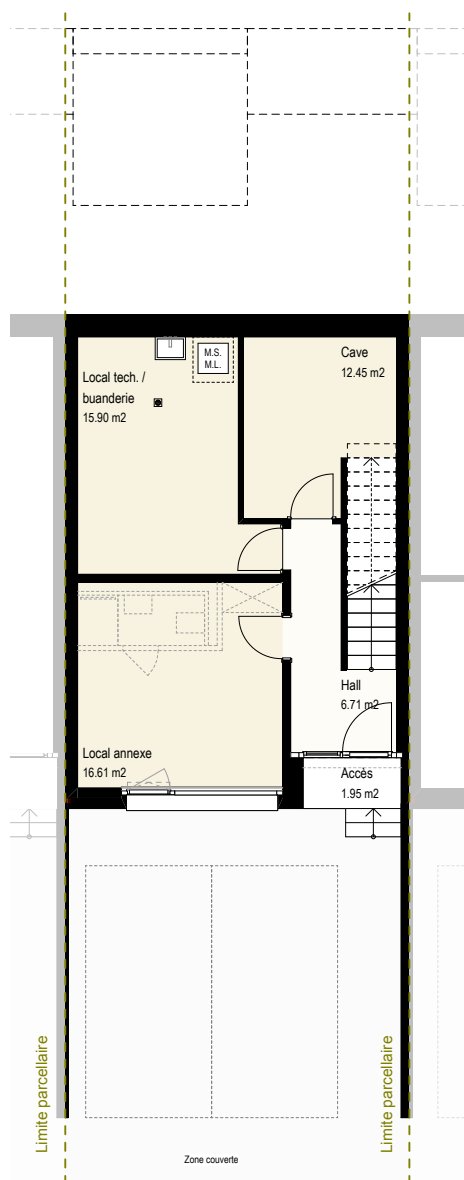 M.S.
M.L.
Cave
12.45 m2
Local tech. /
buanderie
15.90 m2
Hall
6.71 m2
Local annexe
16.61 m2
Accès
1.95 m2
Limite parcellaire
Limite parcellaire
Zone couverte